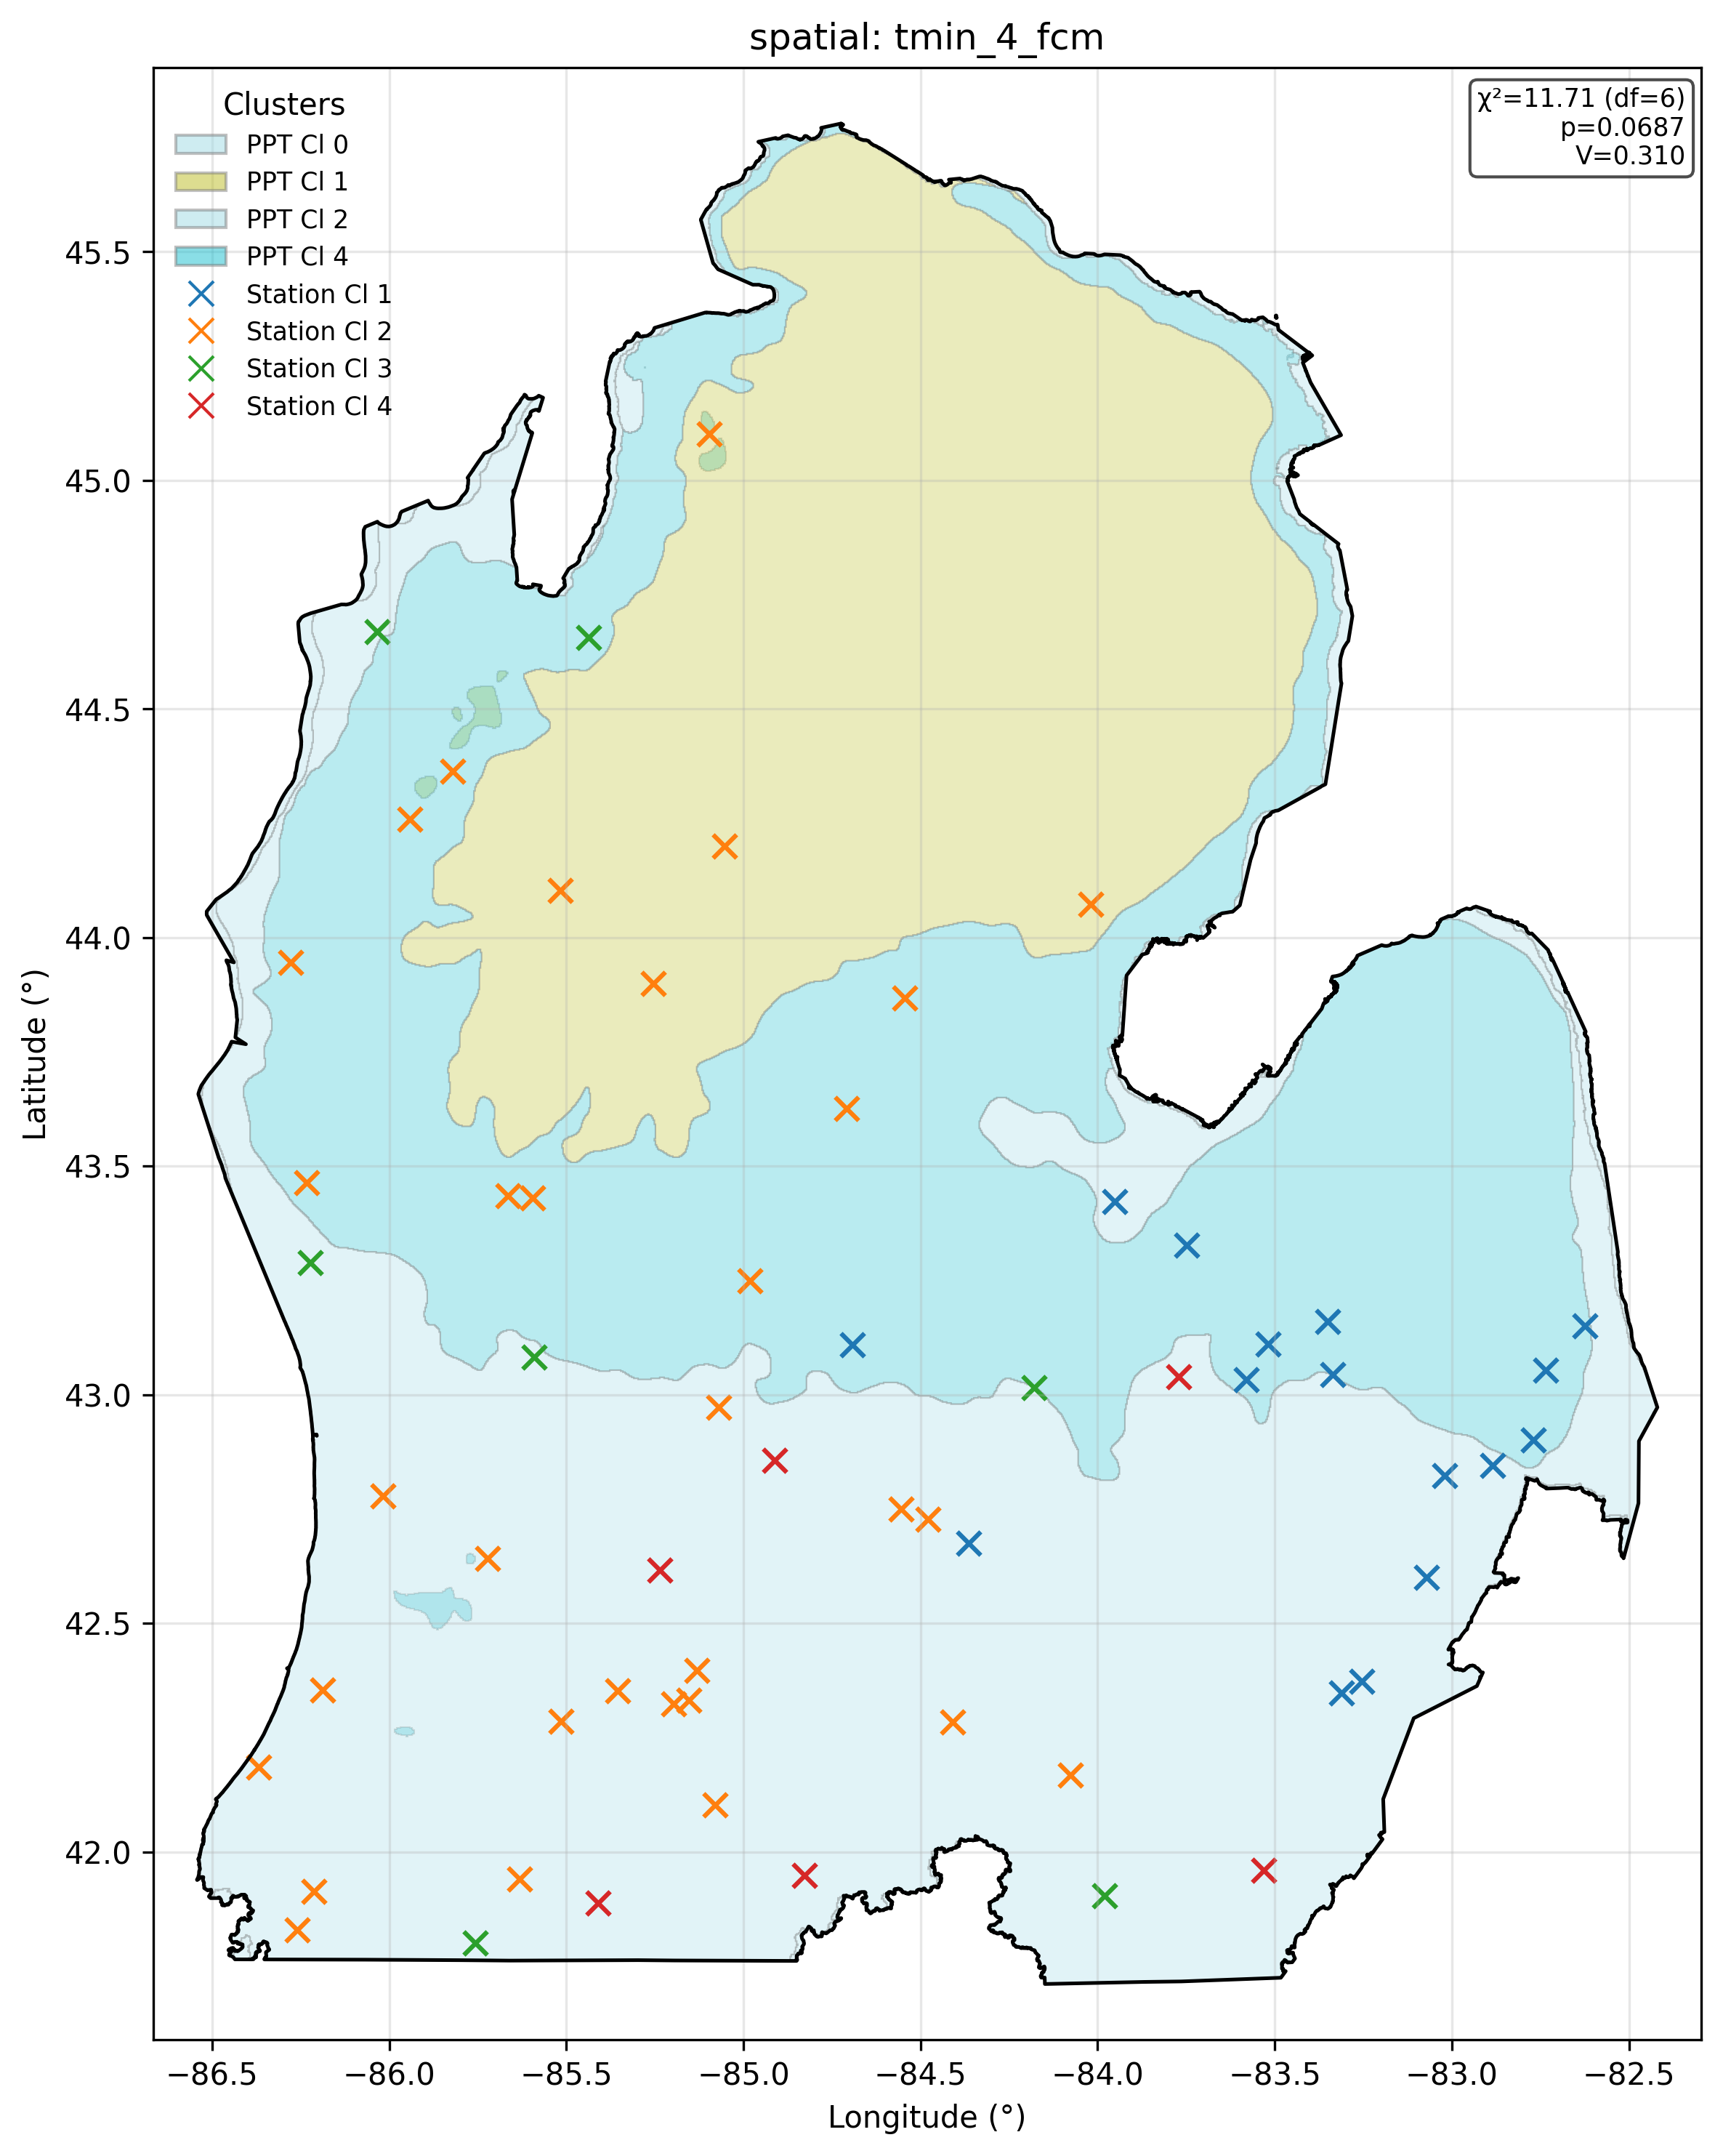 spatial: tmin_4_fcm
Clusters
PPT Cl 0
PPT Cl 1
PPT Cl 2
PPT Cl 4
Station Cl 1
Station Cl 2
Station Cl 3
Station Cl 4
χ²=11.71 (df=6)
p=0.0687
V=0.310
45.5
45.0
44.5
44.0
43.5
43.0
42.5
42.0
Latitude (°)
−86.5 −86.0 −85.5 −85.0 −84.5 −84.0 −83.5 −83.0 −82.5
Longitude (°)